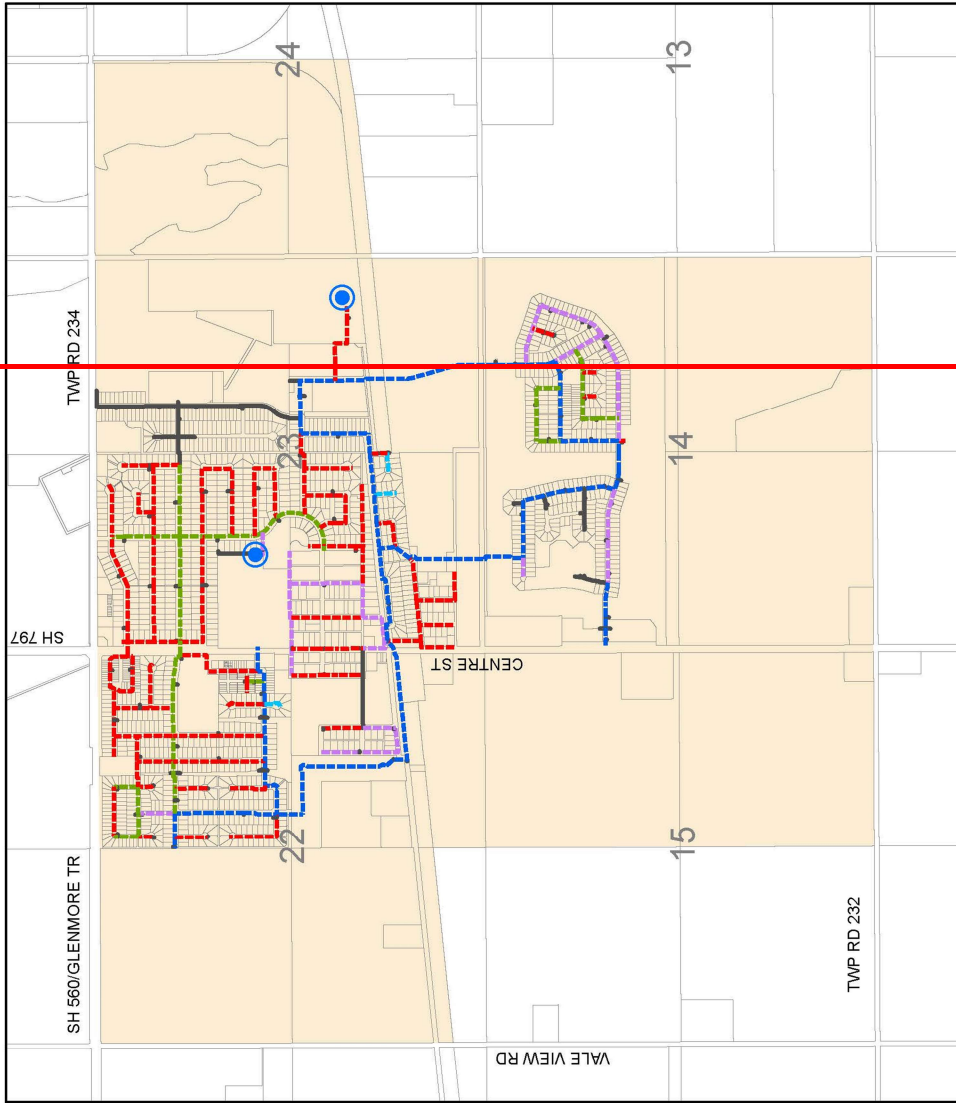 24
13
TWP RD 234
23
14
SH 797
CENTRE ST
22
15
SH 560/GLENMORE TR
TWP RD 232
VALE VIEW RD